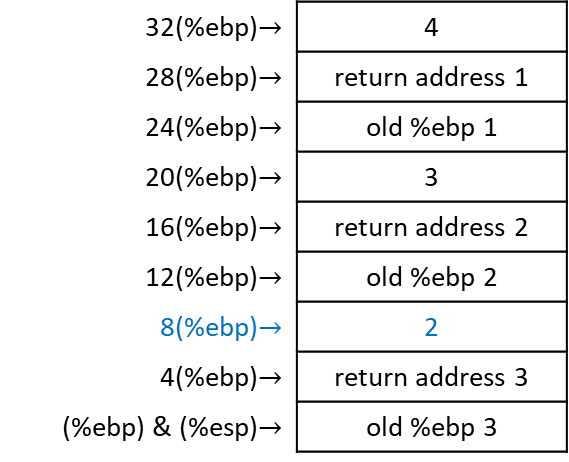 32(%ebp)→ 4
28(%ebp)→ return address 1
24(%ebp)→ old %ebp 1
20(%ebp)→ 3
16(%ebp)→ return address 2
12(%ebp)→ old %ebp 2
8(%ebp)→ 2
4(%ebp)→ return address 3
(%ebp) & (%esp)→ old %ebp 3